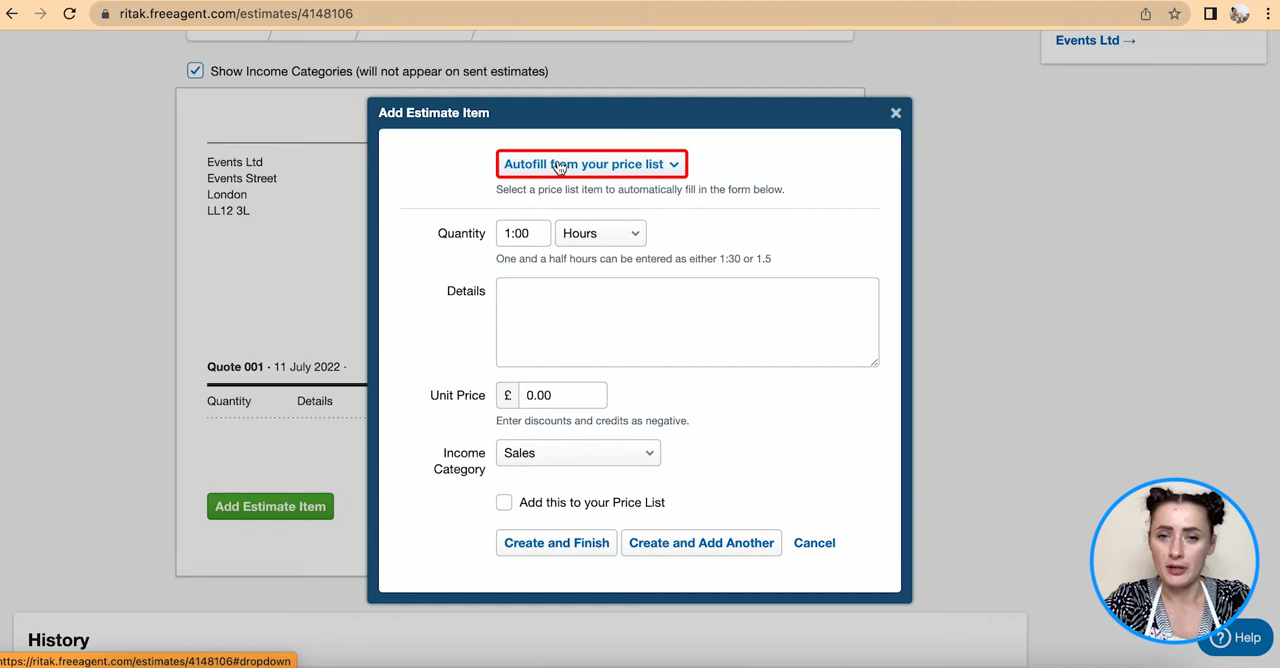 ritak.freeagent.com/estimates/4148106
Events Ltd →
Show Income Categories (will not appear on sent estimates)
Add Estimate Item
Autofill from your price list
Select a price list item to automatically fill in the form below.
Events Ltd
Events Street
London
LL12 3L
Quantity 1:00 Hours
One and a half hours can be entered as either 1:30 or 1.5
Details
Quote 001 · 11 July 2022 ·
Quantity Details
Unit Price £ 0.00
Enter discounts and credits as negative.
Income Category Sales
Add this to your Price List
Add Estimate Item
Create and Finish Create and Add Another Cancel
History
Help
https://ritak.freeagent.com/estimates/4148106#dropdown